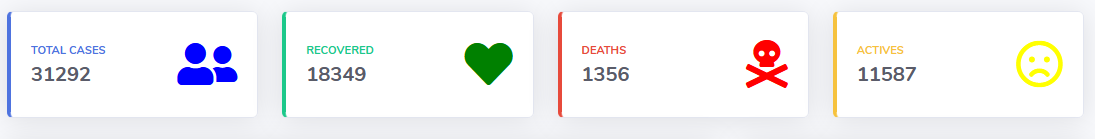 TOTAL CASES
31292
RECOVERED
18349
DEATHS
1356
ACTIVES
11587